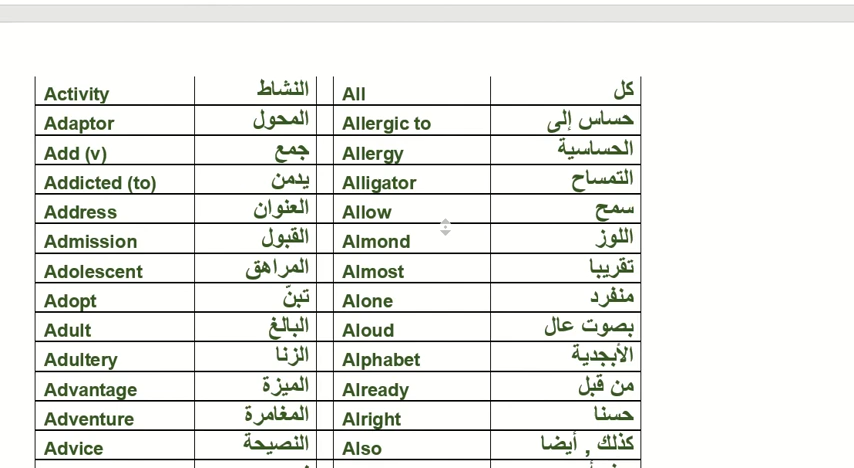 Activity النشاط All كل
Adaptor المحول Allergic to حساس إلى
Add (v) جمع Allergy الحساسية
Addicted (to) يدمن Alligator التمساح
Address العنوان Allow سمح
Admission القبول Almond اللوز
Adolescent المراهق Almost تقريبا
Adopt تبنّ Alone منفرد
Adult البالغ Aloud بصوت عال
Adultery الزنا Alphabet الأبجدية
Advantage الميزة Already من قبل
Adventure المغامرة Alright حسنا
Advice النصيحة Also كذلك , أيضا